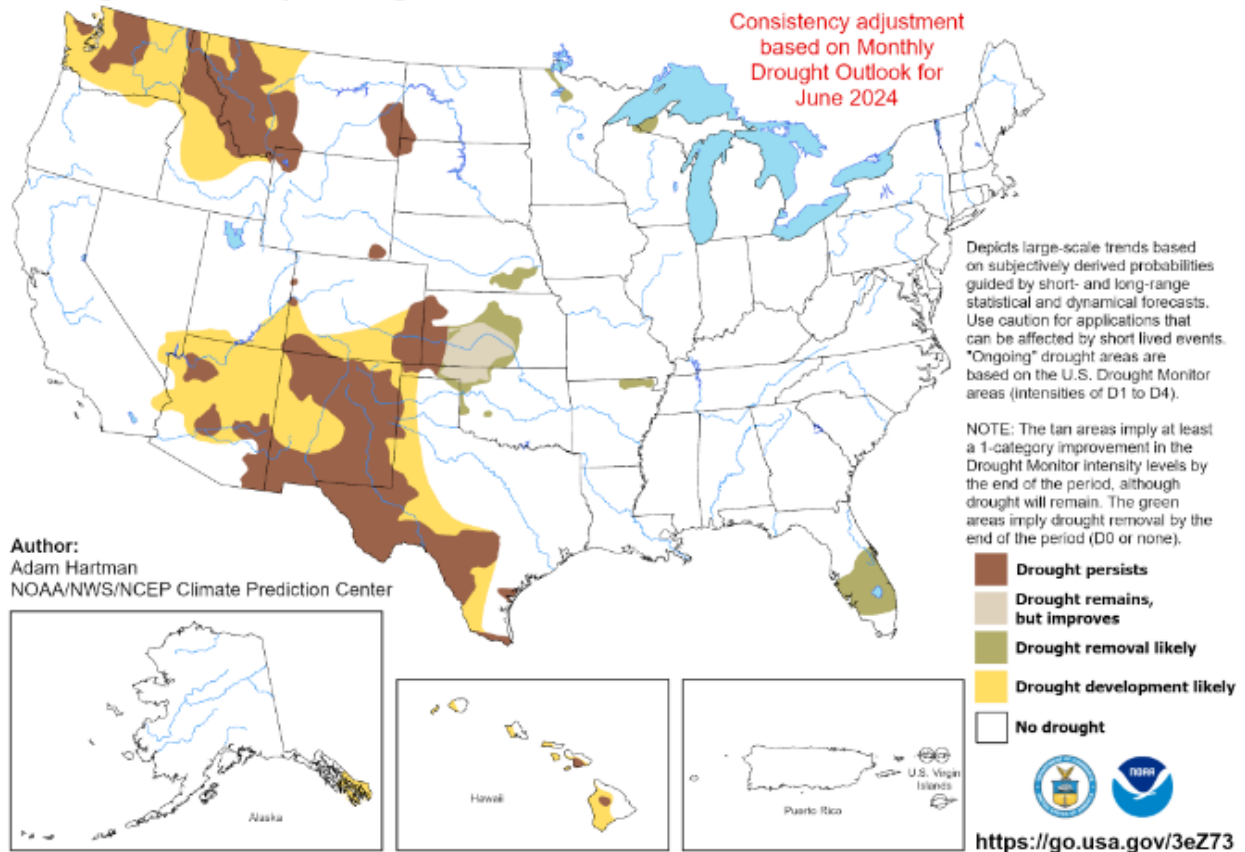 Consistency adjustment
based on Monthly
Drought Outlook for
June 2024
Depicts large-scale trends based
on subjectively derived probabilities
guided by short- and long-range
statistical and dynamical forecasts.
Use caution for applications that
can be affected by short lived events.
"Ongoing" drought areas are
based on the U.S. Drought Monitor
areas (intensities of D1 to D4).
NOTE: The tan areas imply at least
a 1-category improvement in the
Drought Monitor intensity levels by
the end of the period, although
drought will remain. The green
areas imply drought removal by the
end of the period (D0 or none).
Author:
Adam Hartman
NOAA/NWS/NCEP Climate Prediction Center
Drought persists
Drought remains,
but improves
Drought removal likely
Drought development likely
No drought
Alaska
Hawaii
Puerto Rico
U.S. Virgin
Islands
NOAA
https://go.usa.gov/3eZ73